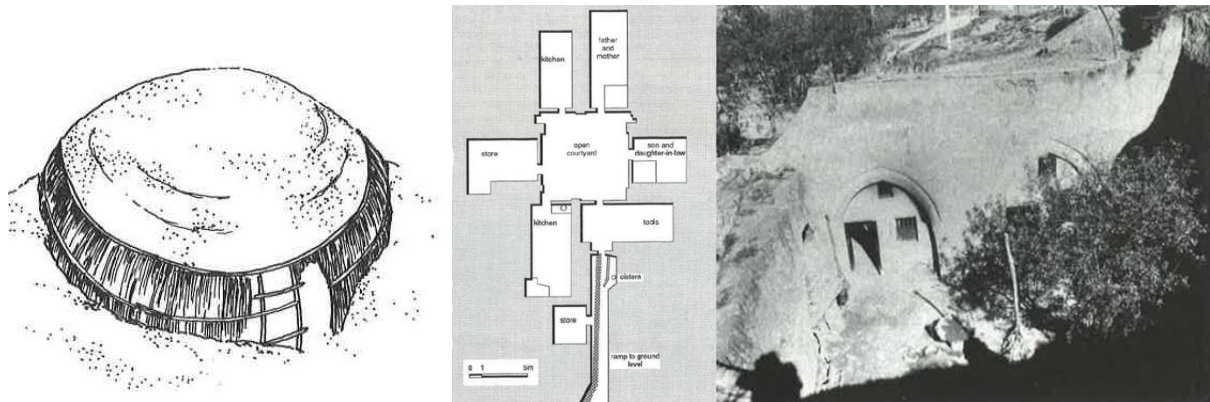 father
and
mother
kitchen
store
open
courtyard
son and
daughter-in-law
kitchen
tools
cistern
store
ramp to ground
level
0 1 5m